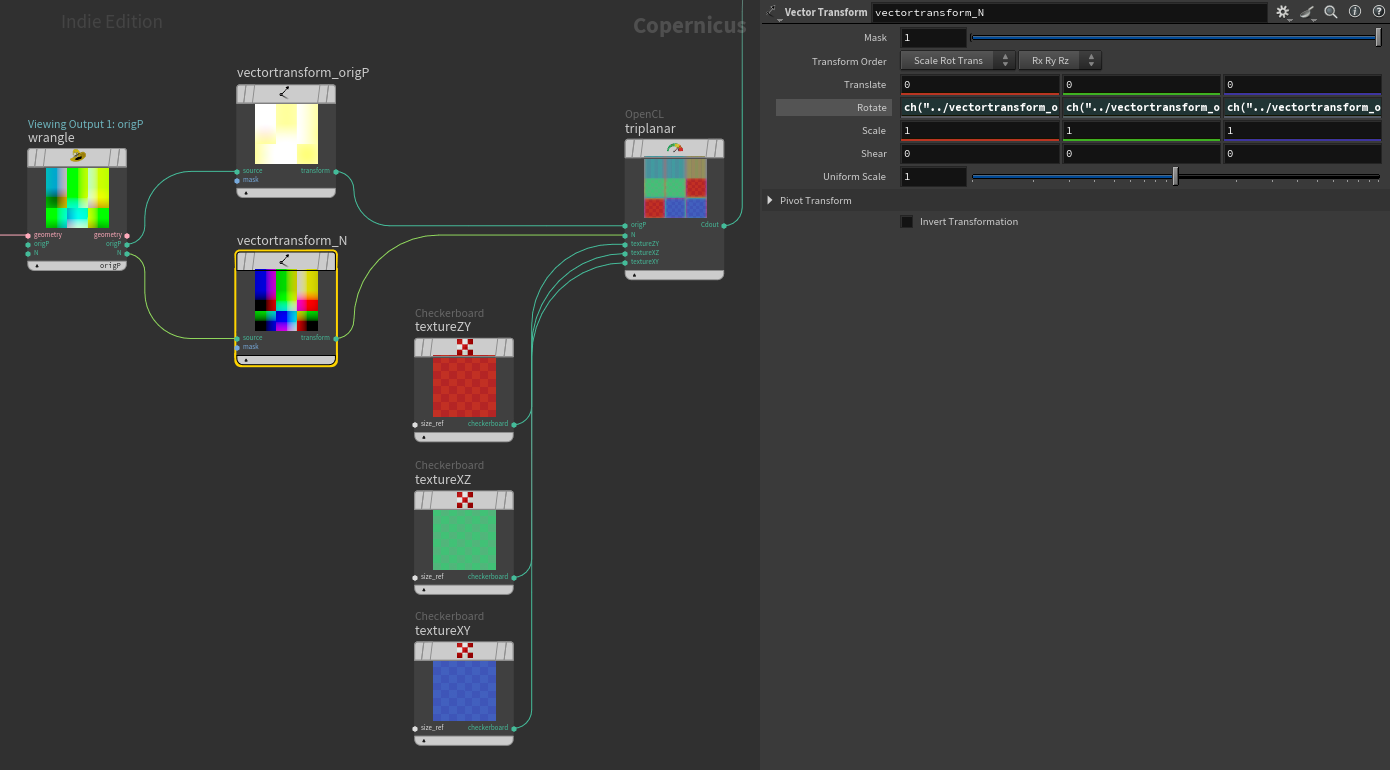 Indie Edition
Copernicus
vectortransform_origP
source
transform
mask
Viewing Output 1: origP
wrangle
geometry
geometry
origP
origP
N
N
origP
vectortransform_N
source
transform
mask
OpenCL
triplanar
origP
Cdout
N
textureZY
textureXZ
textureXY
Checkerboard
textureZY
size_ref
checkerboard
Checkerboard
textureXZ
size_ref
checkerboard
Checkerboard
textureXY
size_ref
checkerboard
Vector Transform
vectortransform_N
Mask
1
Transform Order
Scale Rot Trans
Rx Ry Rz
Translate
0
0
0
Rotate
ch("../vectortransform_o
ch("../vectortransform_o
ch("../vectortransform_o
Scale
1
1
1
Shear
0
0
0
Uniform Scale
1
Pivot Transform
Invert Transformation